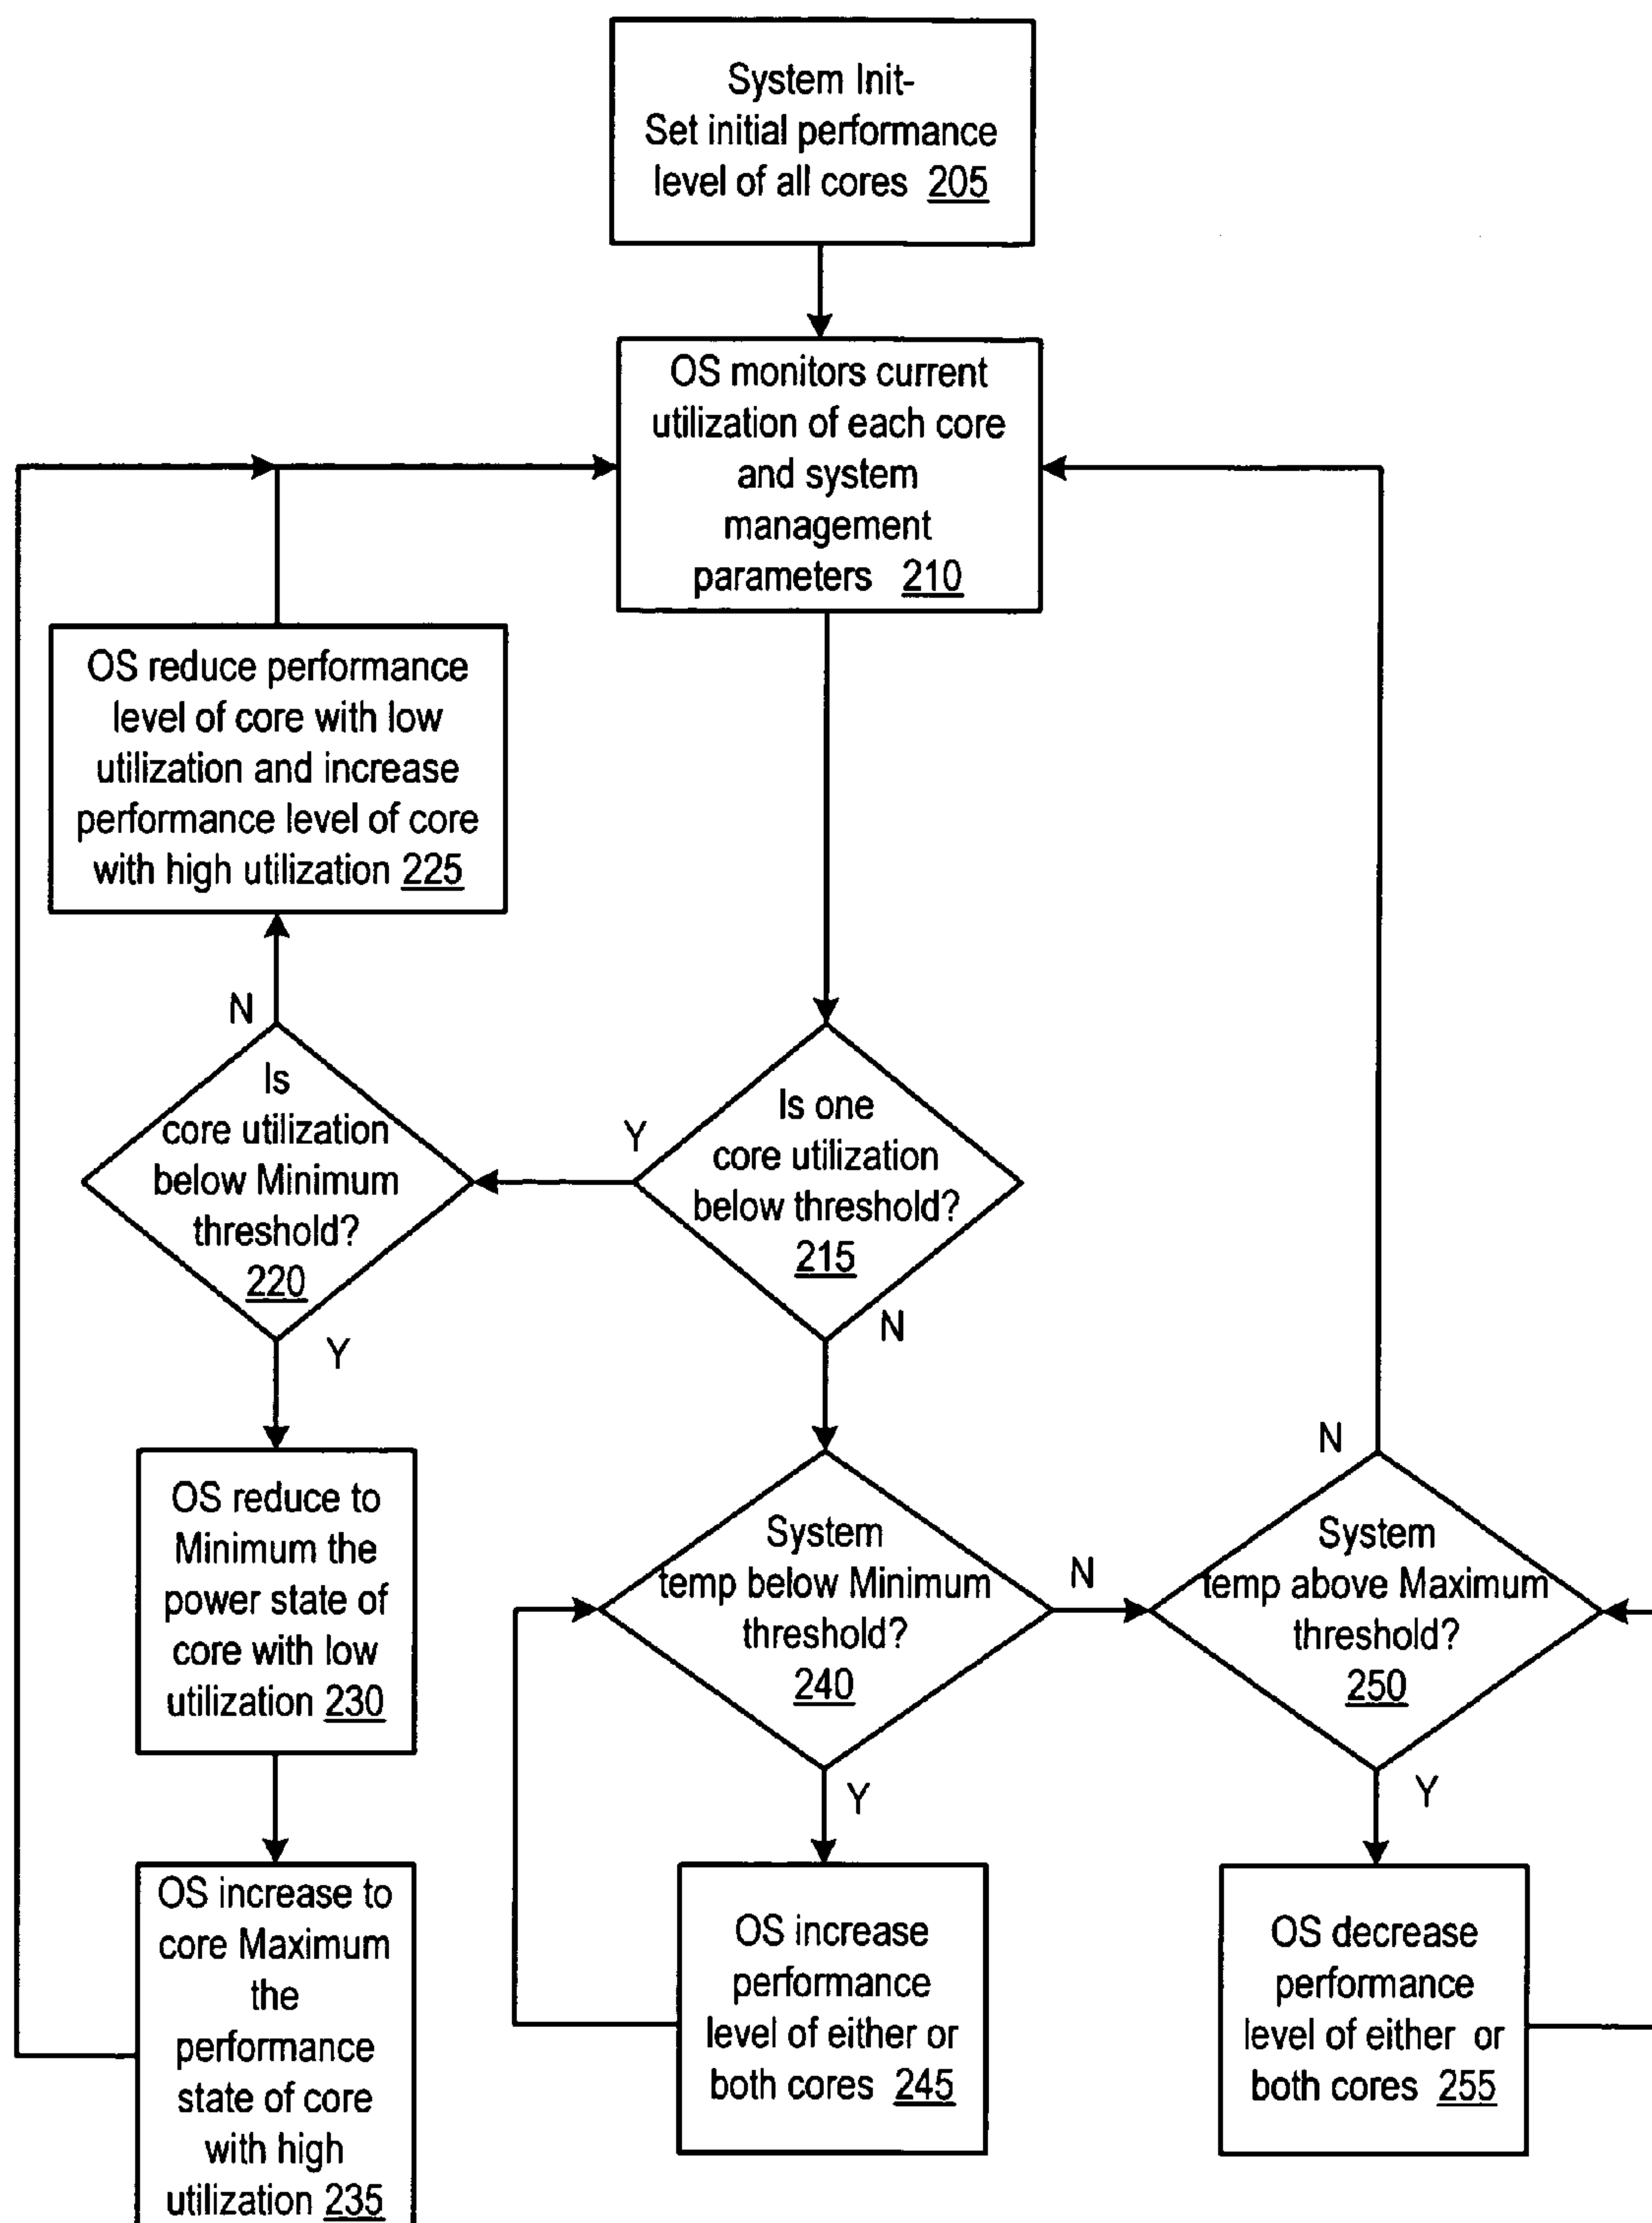 System Init-
Set initial performance
level of all cores 205
OS monitors current
utilization of each core
and system
management
parameters 210
OS reduce performance
level of core with low
utilization and increase
performance level of core
with high utilization 225
N
Is
core utilization
below Minimum
threshold?
220
Y
Y
Is one
core utilization
below threshold?
215
N
OS reduce to
Minimum the
power state of
core with low
utilization 230
System
temp below Minimum
threshold?
240
N
Y
N
System
temp above Maximum
threshold?
250
Y
OS increase to
core Maximum
the
performance
state of core
with high
utilization 235
OS increase
performance
level of either or
both cores 245
OS decrease
performance
level of either or
both cores 255